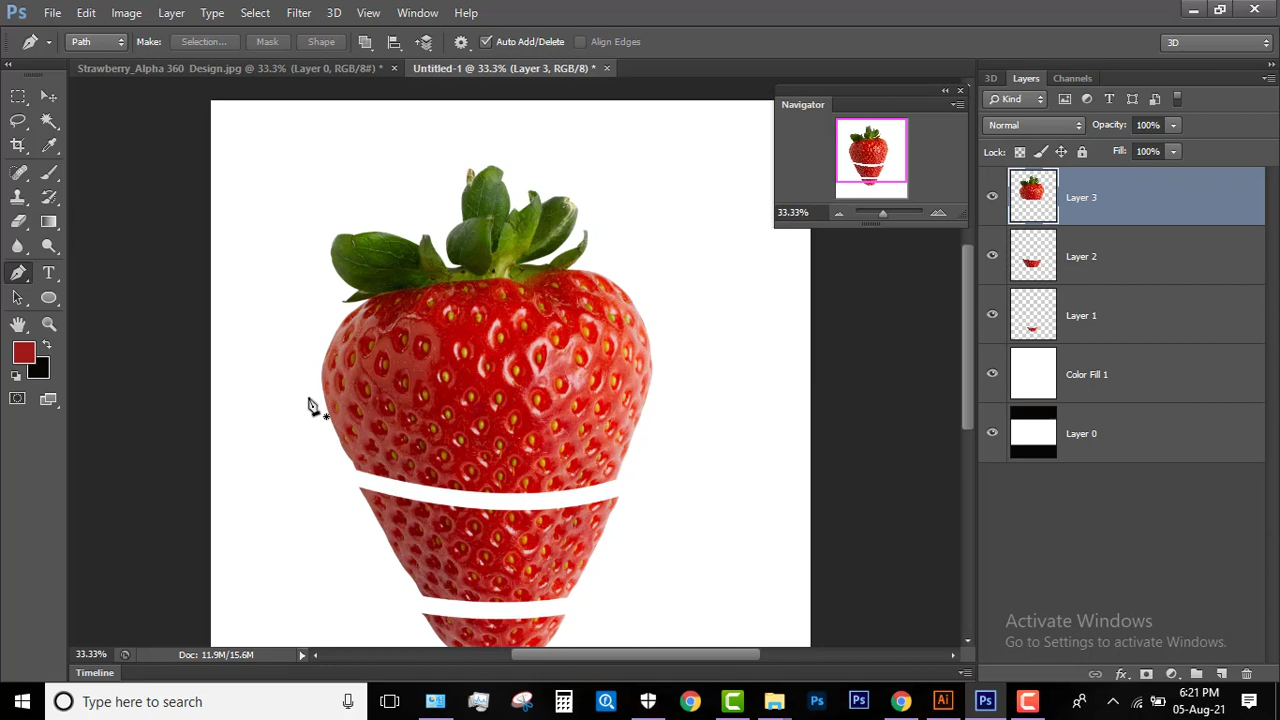 Ps File Edit Image Layer Type Select Filter 3D View Window Help
Path Make: Selection... Mask Shape Auto Add/Delete Align Edges 3D
Strawberry_Alpha 360 Design.jpg @ 33.3% (Layer 0, RGB/8#) * × Untitled-1 @ 33.3% (Layer 3, RGB/8) * ×
3D Layers Channels
Navigator
Kind
Normal Opacity: 100%
Lock: Fill: 100%
33.33%
Layer 3
Layer 2
Layer 1
Color Fill 1
Layer 0
Activate Windows
Go to Settings to activate Windows.
33.33% Doc: 11.9M/15.6M
Timeline
Type here to search
Ps
Ps
Ai
Ps
6:21 PM
05-Aug-21